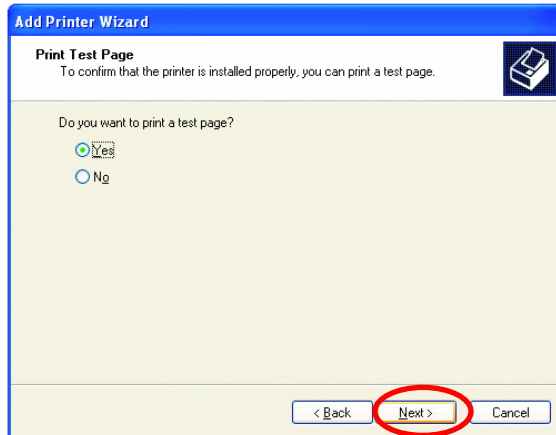 Add Printer Wizard
Print Test Page
To confirm that the printer is installed properly, you can print a test page.
Do you want to print a test page?
Yes
No
< Back
Next >
Cancel